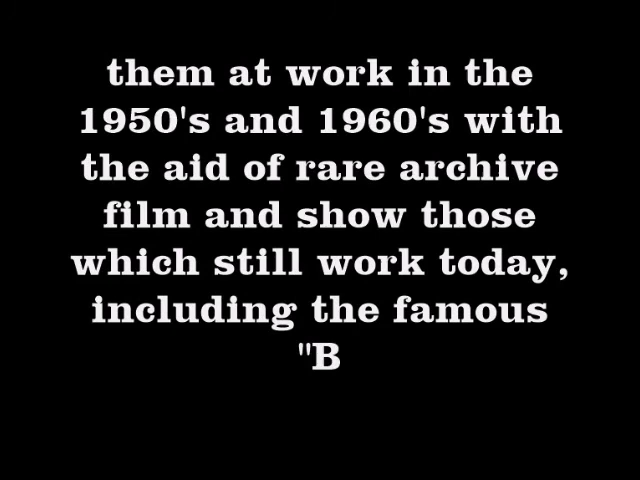 them at work in the
1950's and 1960's with
the aid of rare archive
film and show those
which still work today,
including the famous
"B